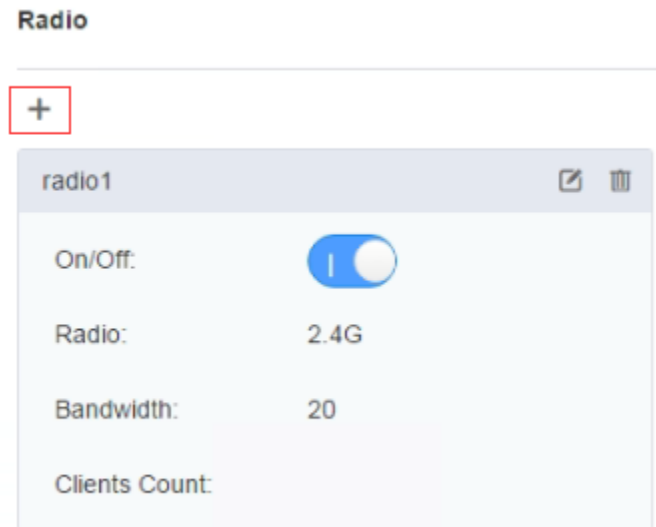 Radio
+
radio1
On/Off:
Radio: 2.4G
Bandwidth: 20
Clients Count: